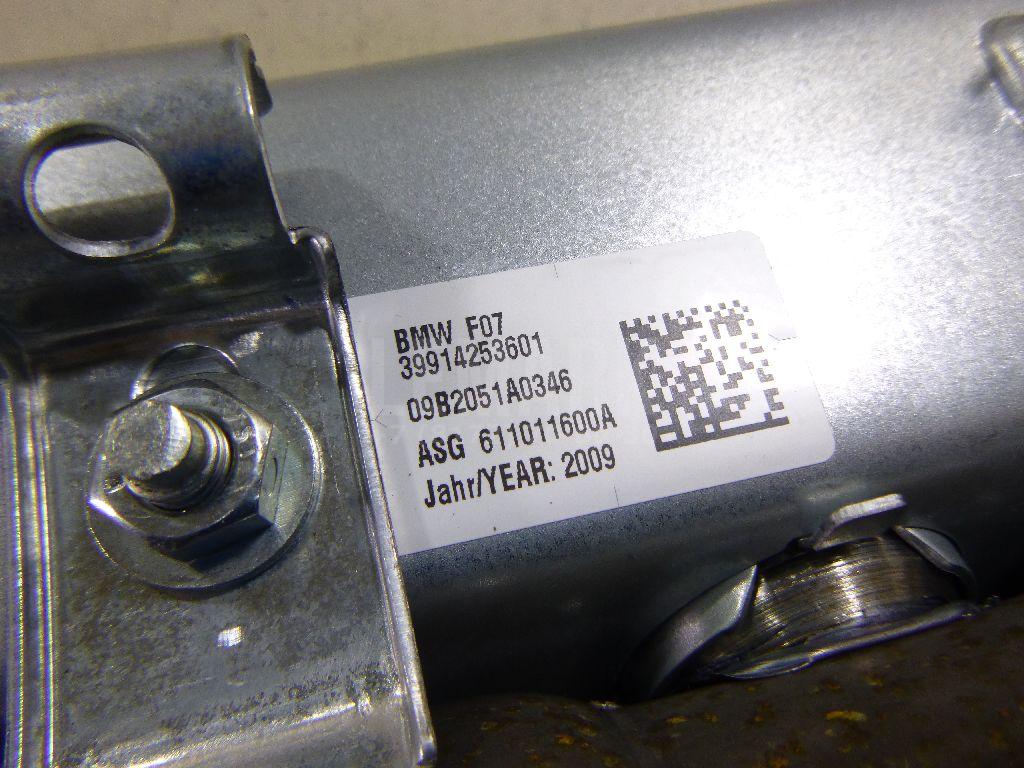 BMW F07
39914253601
09B2051A0346
ASG 611011600A
Jahr/YEAR: 2009